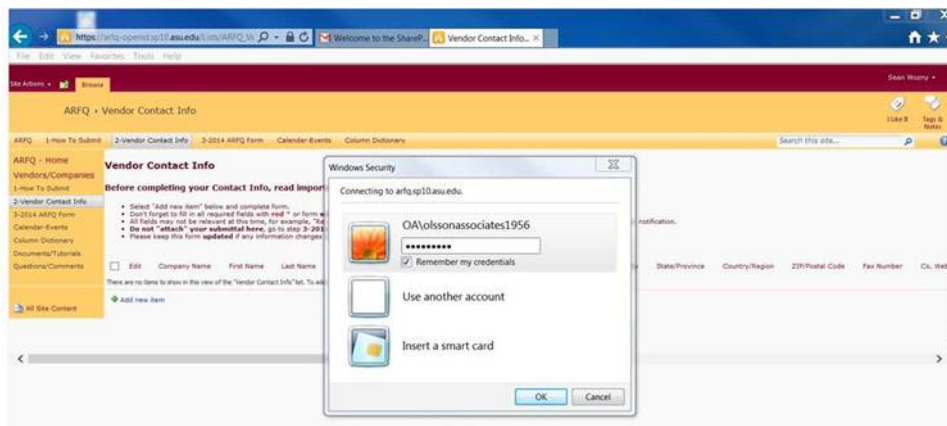 https://arfq-openid.sp10.asu.edu/Lists/ARFQ_Ve
Welcome to the ShareP...
Vendor Contact Info...
File Edit View Favorites Tools Help
Site Actions
Browse
Sean Wozny
ARFQ › Vendor Contact Info
I Like It
Tags & Notes
ARFQ 1-How To Submit 2-Vendor Contact Info 3-2014 ARFQ Form Calender-Events Column Dictionary
Search this site...
ARFQ - Home
Vendors/Companies
1-How To Submit
2-Vendor Contact Info
3-2014 ARFQ Form
Calender-Events
Column Dictionary
Documents/Tutorials
Questions/Comments
All Site Content
Vendor Contact Info
Before completing your Contact Info, read impor
Select "Add new item" below and complete form.
Don't forget to fill in all required fields with red * or form w
All fields may not be relevant at this time, for example, "Re
notification.
Do not "attach" your submittal here, go to step 3-201
Please keep this form updated if any information changes
Edit Company Name First Name Last Name
State/Province Country/Region ZIP/Postal Code Fax Number Co. Web
There are no items to show in this view of the "Vendor Contact Info" list. To add
Add new item
Windows Security
Connecting to arfq.sp10.asu.edu.
OA\olssonassociates1956
Remember my credentials
Use another account
Insert a smart card
OK
Cancel